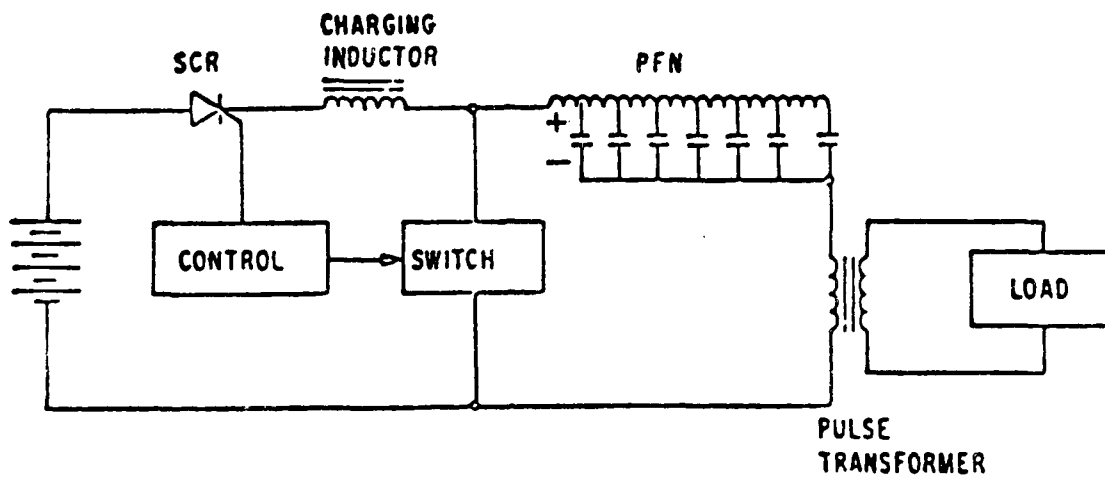 CHARGING
INDUCTOR
SCR
PFN
+
−
CONTROL
SWITCH
LOAD
PULSE
TRANSFORMER